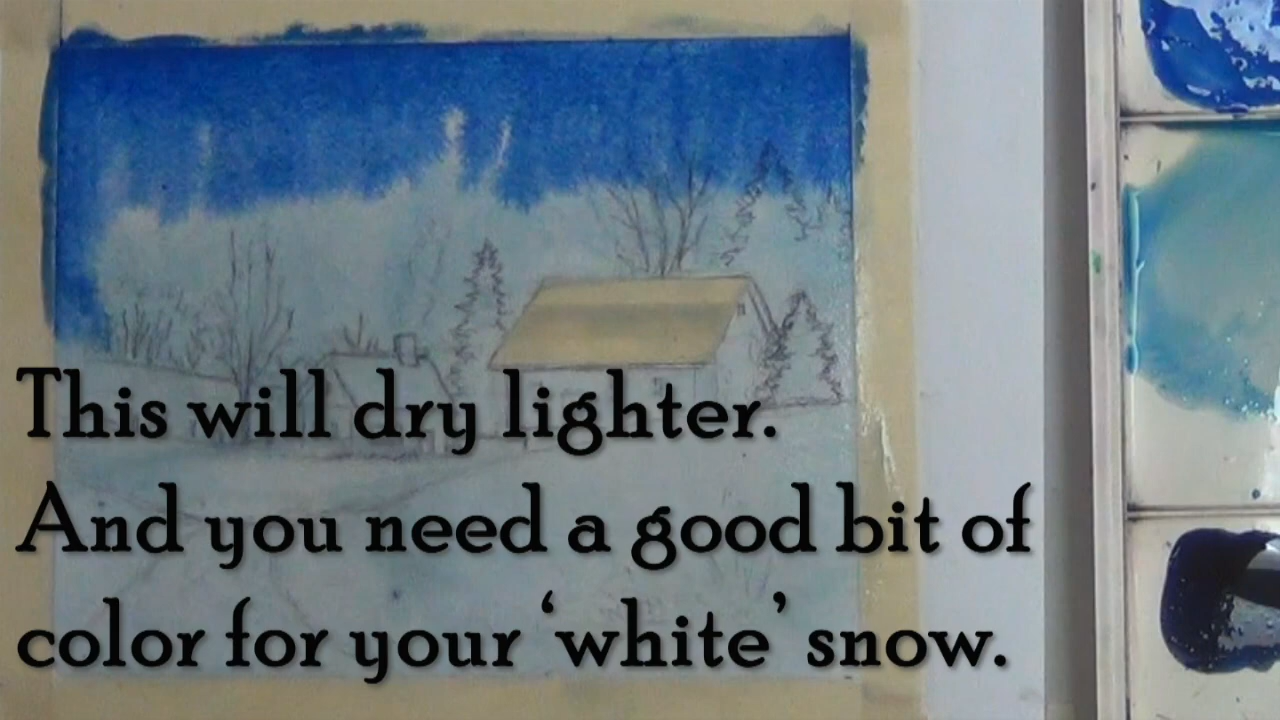 This will dry lighter.
And you need a good bit of
color for your ‘white’ snow.